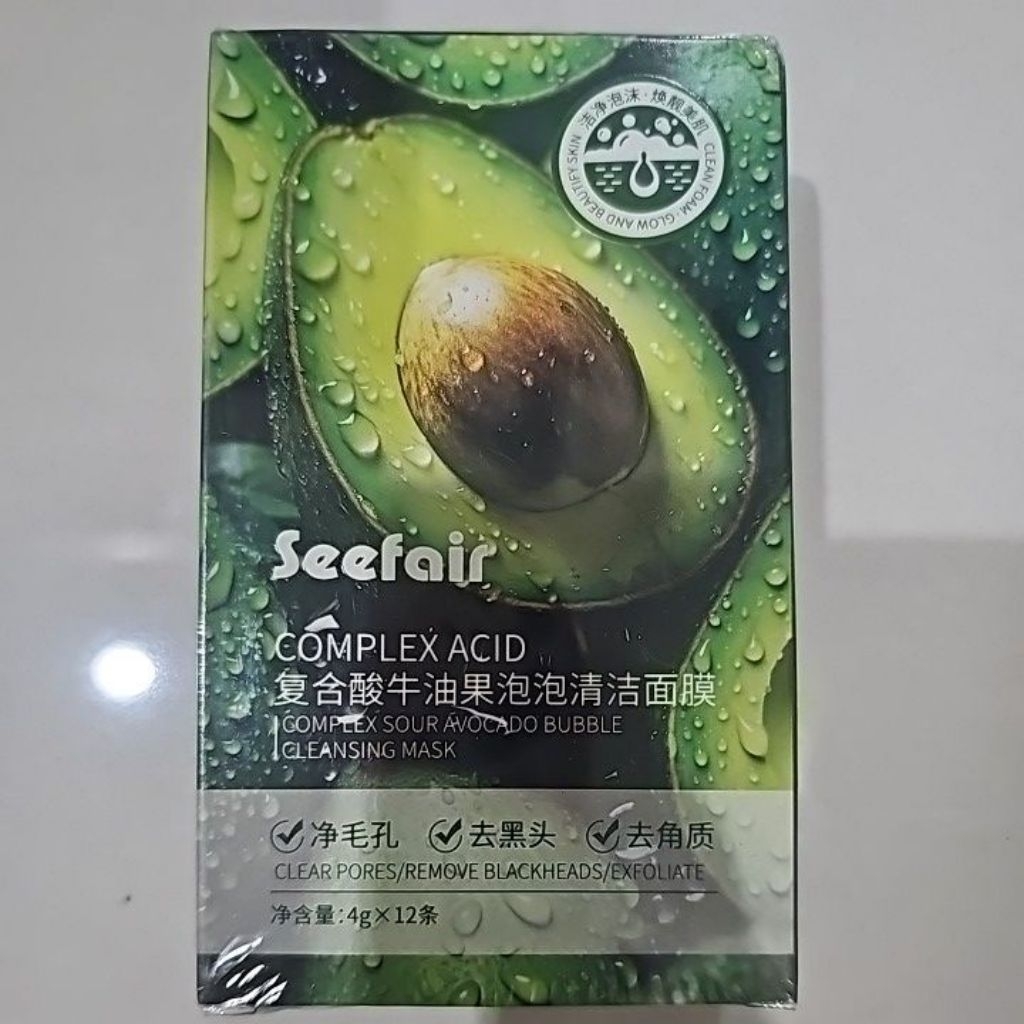 洁净泡沫·焕靓美肌
CLEAN FOAM·GLOW AND BEAUTIFY SKIN
Seefair
COMPLEX ACID
复合酸牛油果泡泡清洁面膜
COMPLEX SOUR AVOCADO BUBBLE
CLEANSING MASK
净毛孔 去黑头 去角质
CLEAR PORES/REMOVE BLACKHEADS/EXFOLIATE
净含量:4g×12条